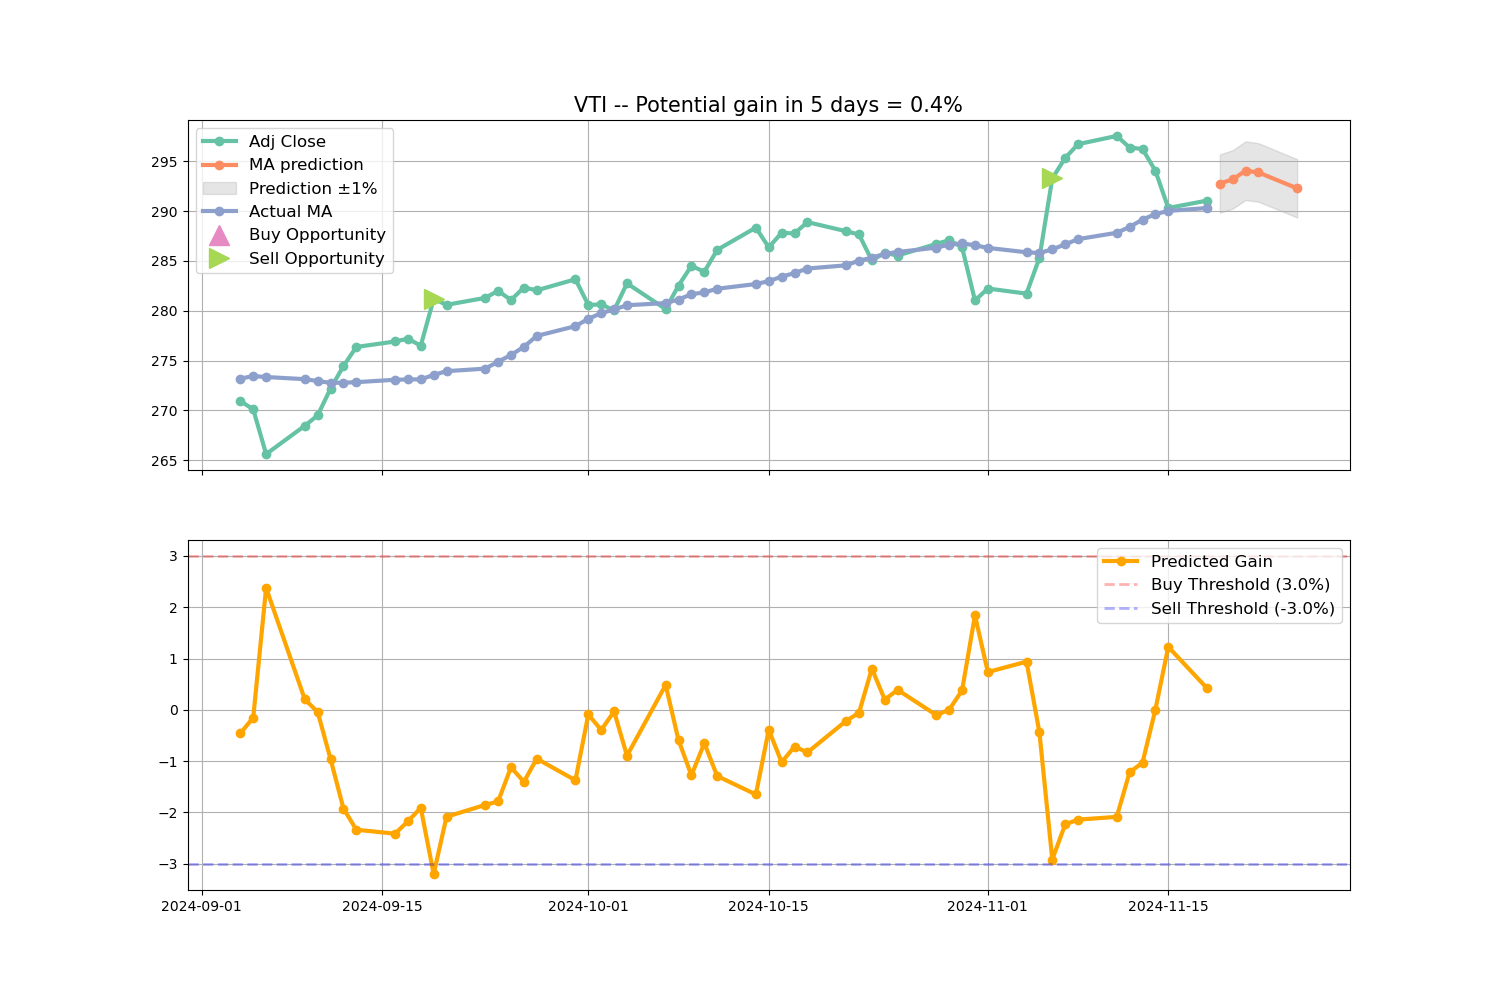 VTI -- Potential gain in 5 days = 0.4%
Adj Close
MA prediction
Prediction ±1%
Actual MA
Buy Opportunity
Sell Opportunity
295
290
285
280
275
270
265
Predicted Gain
Buy Threshold (3.0%)
Sell Threshold (-3.0%)
3
2
1
0
−1
−2
−3
2024-09-01
2024-09-15
2024-10-01
2024-10-15
2024-11-01
2024-11-15